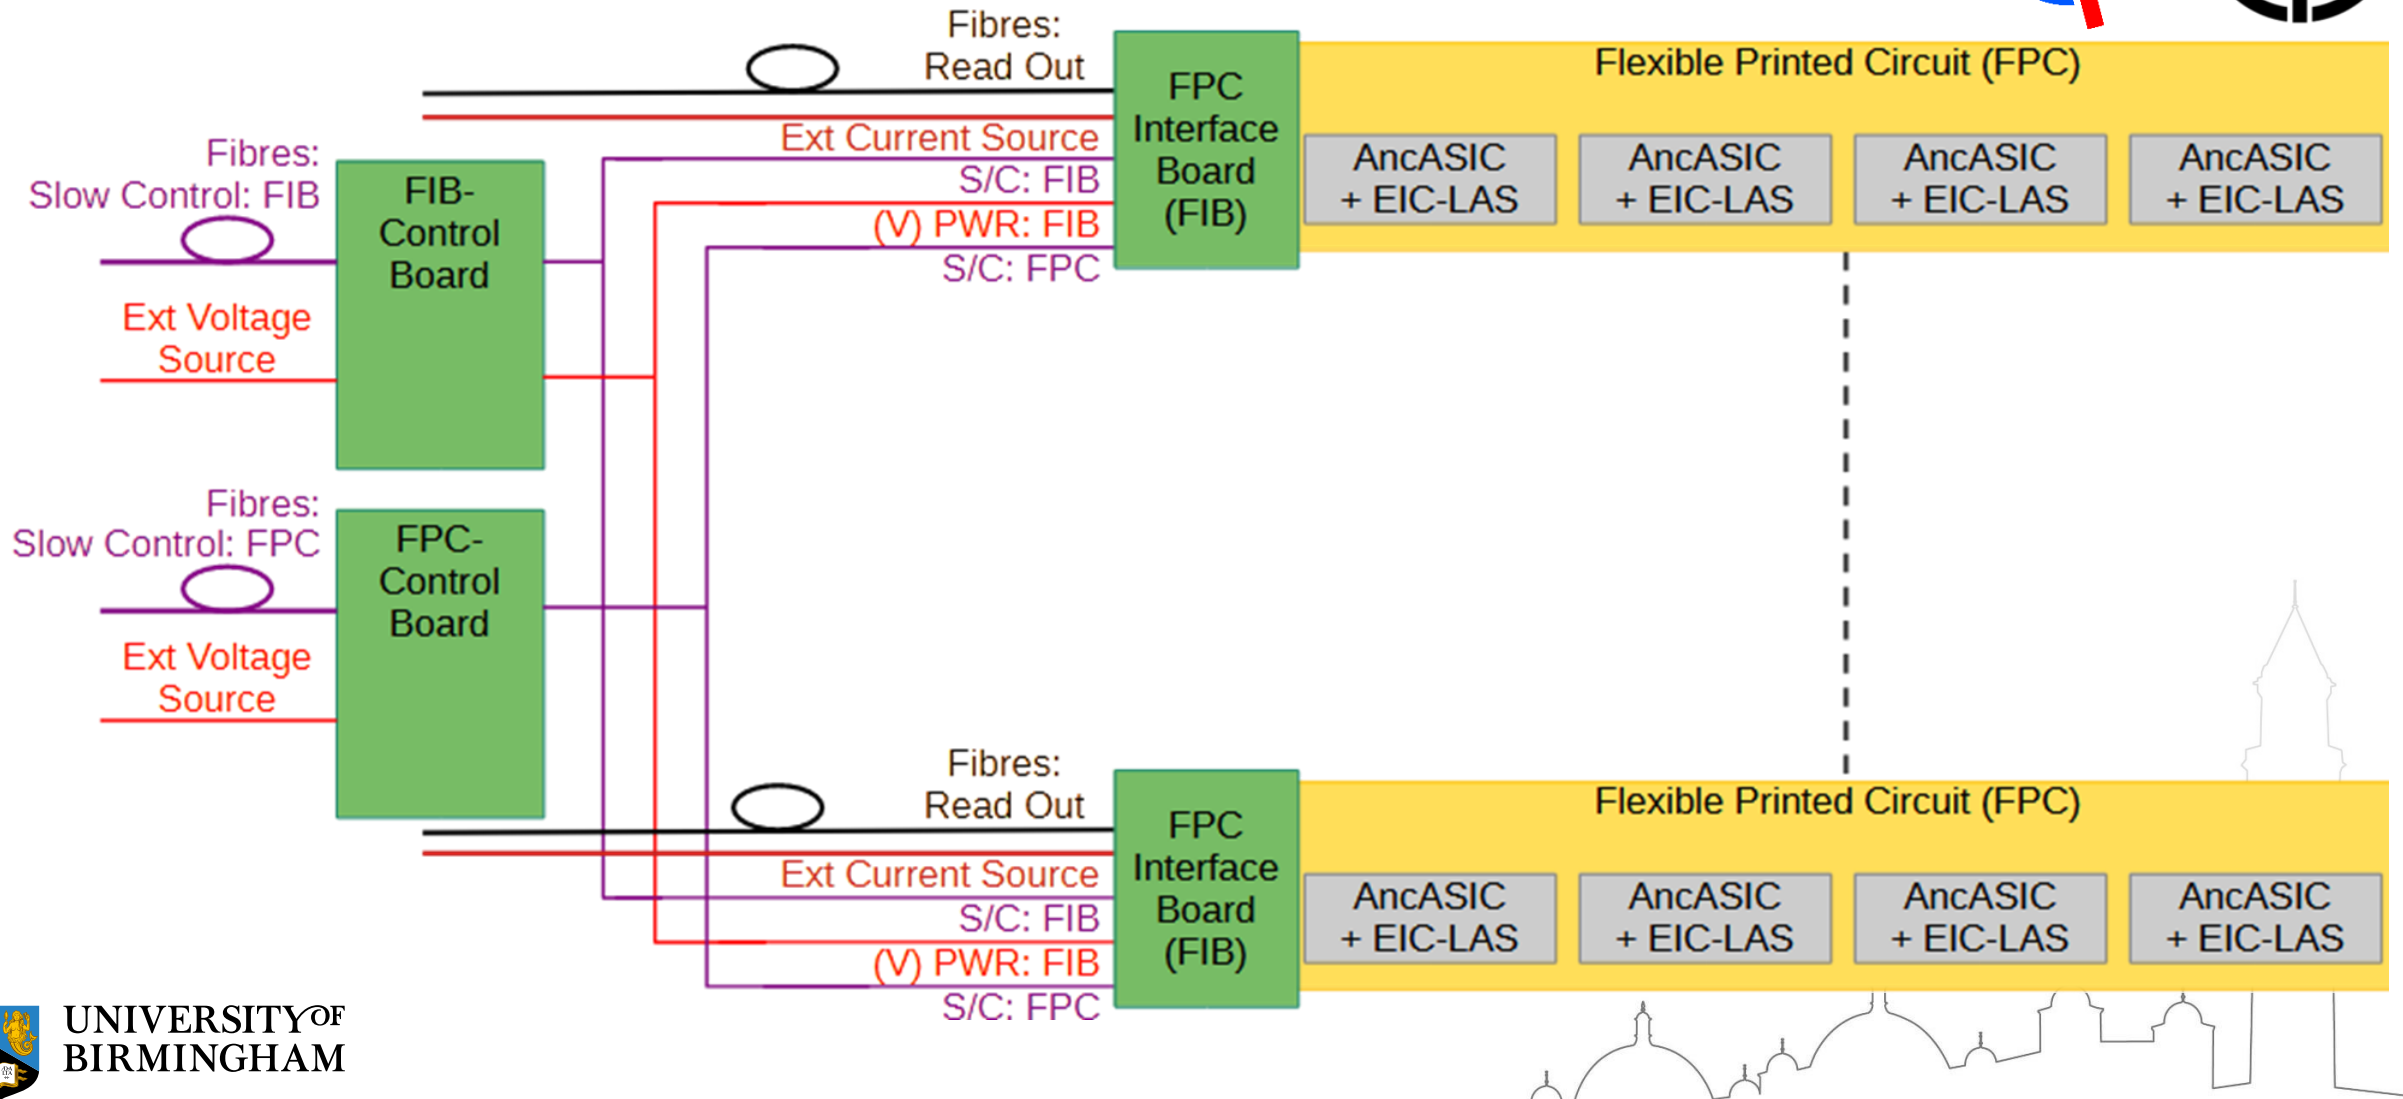 Fibres:
Read Out
Ext Current Source
S/C: FIB
(V) PWR: FIB
S/C: FPC
FPC
Interface
Board
(FIB)
Flexible Printed Circuit (FPC)
AncASIC
+ EIC-LAS
AncASIC
+ EIC-LAS
AncASIC
+ EIC-LAS
AncASIC
+ EIC-LAS
Fibres:
Slow Control: FIB
Ext Voltage
Source
FIB-
Control
Board
Fibres:
Slow Control: FPC
Ext Voltage
Source
FPC-
Control
Board
Fibres:
Read Out
Ext Current Source
S/C: FIB
(V) PWR: FIB
S/C: FPC
FPC
Interface
Board
(FIB)
Flexible Printed Circuit (FPC)
AncASIC
+ EIC-LAS
AncASIC
+ EIC-LAS
AncASIC
+ EIC-LAS
AncASIC
+ EIC-LAS
UNIVERSITY OF
BIRMINGHAM